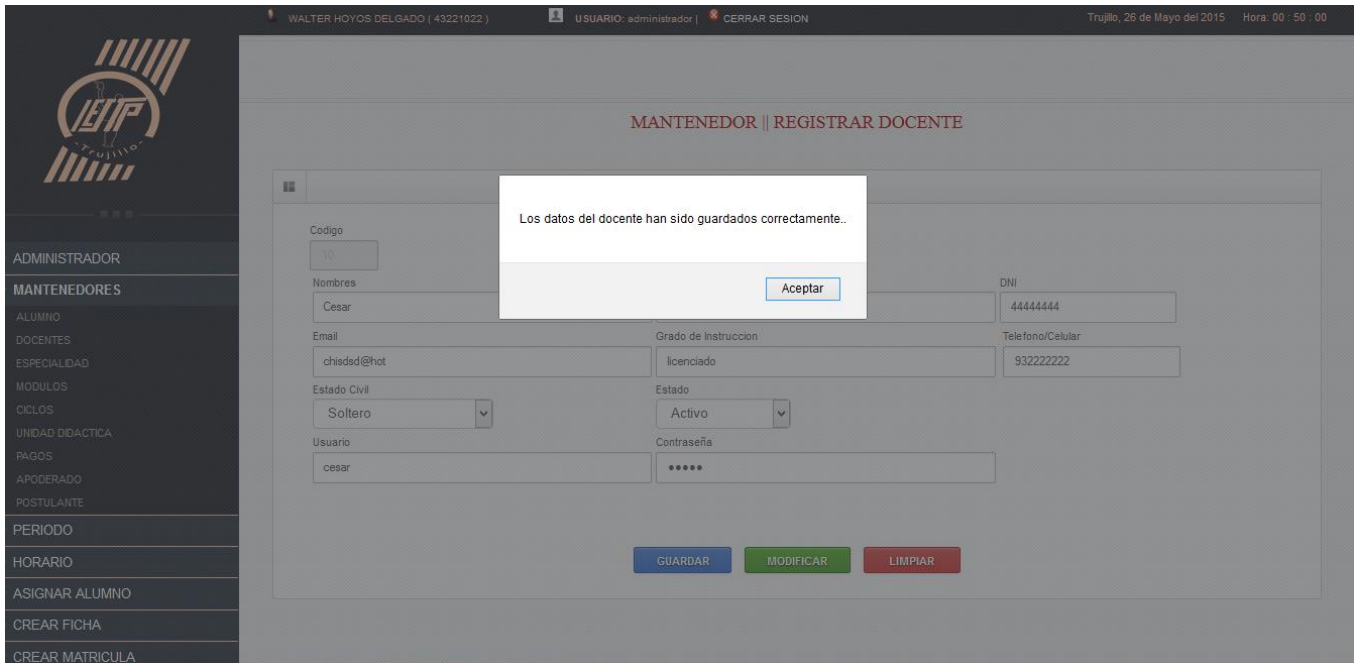 WALTER HOYOS DELGADO ( 43221022 ) USUARIO: administrador | CERRAR SESION Trujillo, 26 de Mayo del 2015 Hora: 00 : 50 : 00
IETP
-Trujillo-
ADMINISTRADOR
MANTENEDORES
ALUMNO
DOCENTES
ESPECIALIDAD
MODULOS
CICLOS
UNIDAD DIDACTICA
PAGOS
APODERADO
POSTULANTE
PERIODO
HORARIO
ASIGNAR ALUMNO
CREAR FICHA
CREAR MATRICULA
MANTENEDOR || REGISTRAR DOCENTE
Los datos del docente han sido guardados correctamente..
Aceptar
Codigo
10
Nombres DNI
Cesar 44444444
Email Grado de Instruccion Telefono/Celular
chisdsd@hot licenciado 932222222
Estado Civil Estado
Soltero Activo
Usuario Contraseña
cesar •••••
GUARDAR MODIFICAR LIMPIAR